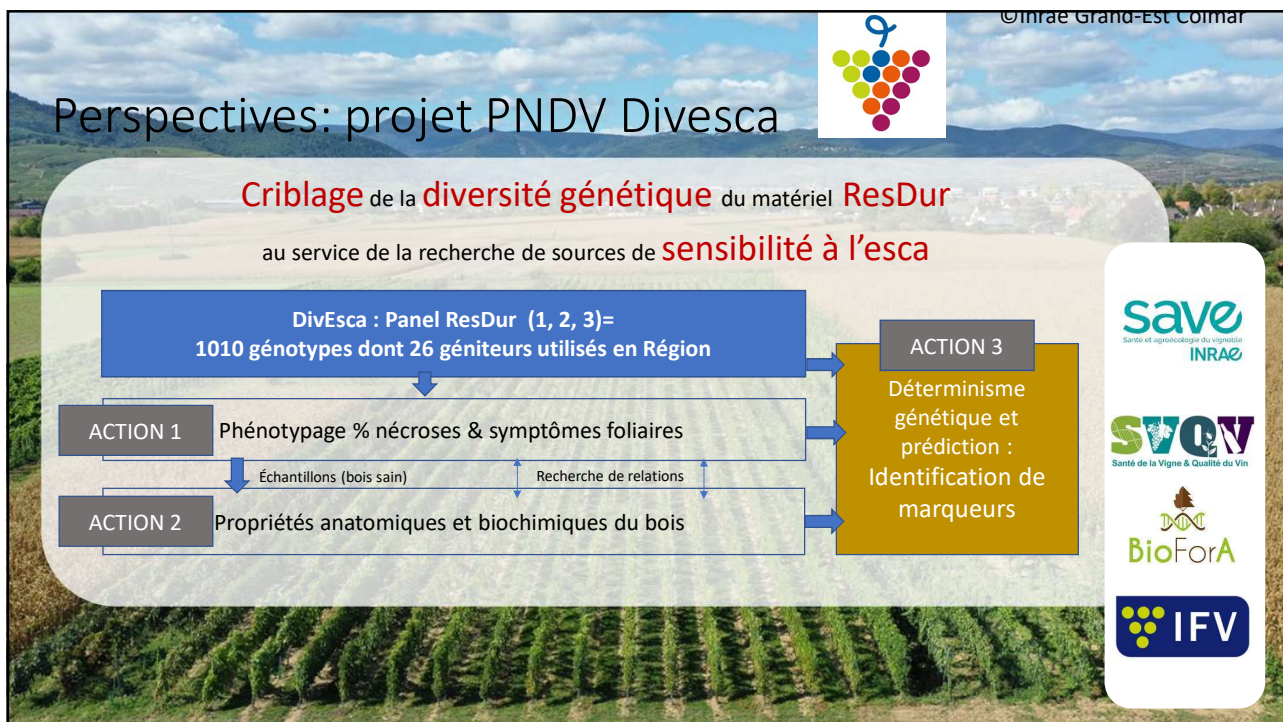 ©Inrae Grand-Est Colmar
Perspectives: projet PNDV Divesca
Criblage de la diversité génétique du matériel ResDur
au service de la recherche de sources de sensibilité à l’esca
DivEsca : Panel ResDur (1, 2, 3)=
1010 génotypes dont 26 géniteurs utilisés en Région
ACTION 1
Phénotypage % nécroses & symptômes foliaires
Échantillons (bois sain)
Recherche de relations
ACTION 2
Propriétés anatomiques et biochimiques du bois
ACTION 3
Déterminisme
génétique et
prédiction :
Identification de
marqueurs
save
Santé et agroécologie du vignoble
INRAE
SVQV
Santé de la Vigne & Qualité du Vin
BioForA
IFV